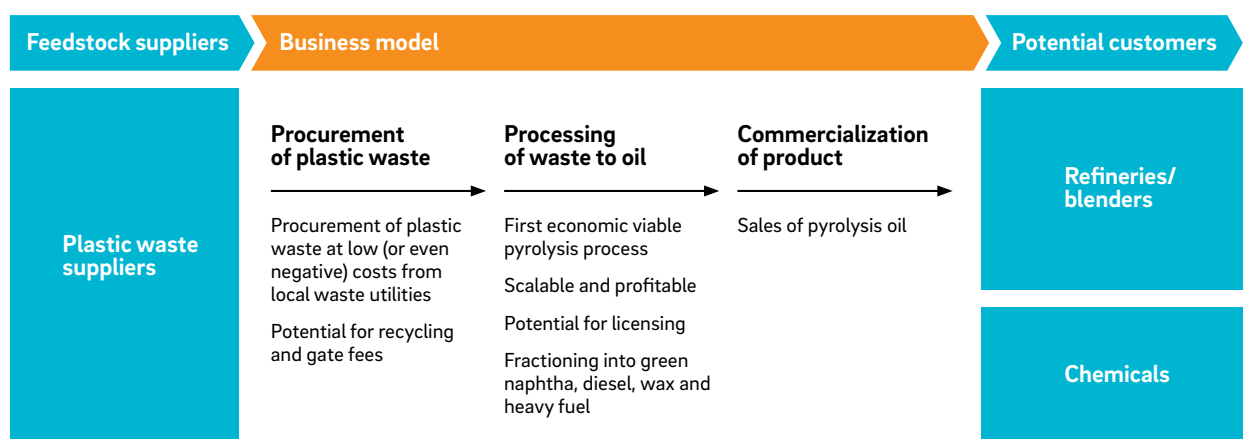 Feedstock suppliers
Business model
Potential customers
Plastic waste
suppliers
Procurement
of plastic waste
Procurement of plastic
waste at low (or even
negative) costs from
local waste utilities
Potential for recycling
and gate fees
Processing
of waste to oil
First economic viable
pyrolysis process
Scalable and profitable
Potential for licensing
Fractioning into green
naphtha, diesel, wax and
heavy fuel
Commercialization
of product
Sales of pyrolysis oil
Refineries/
blenders
Chemicals